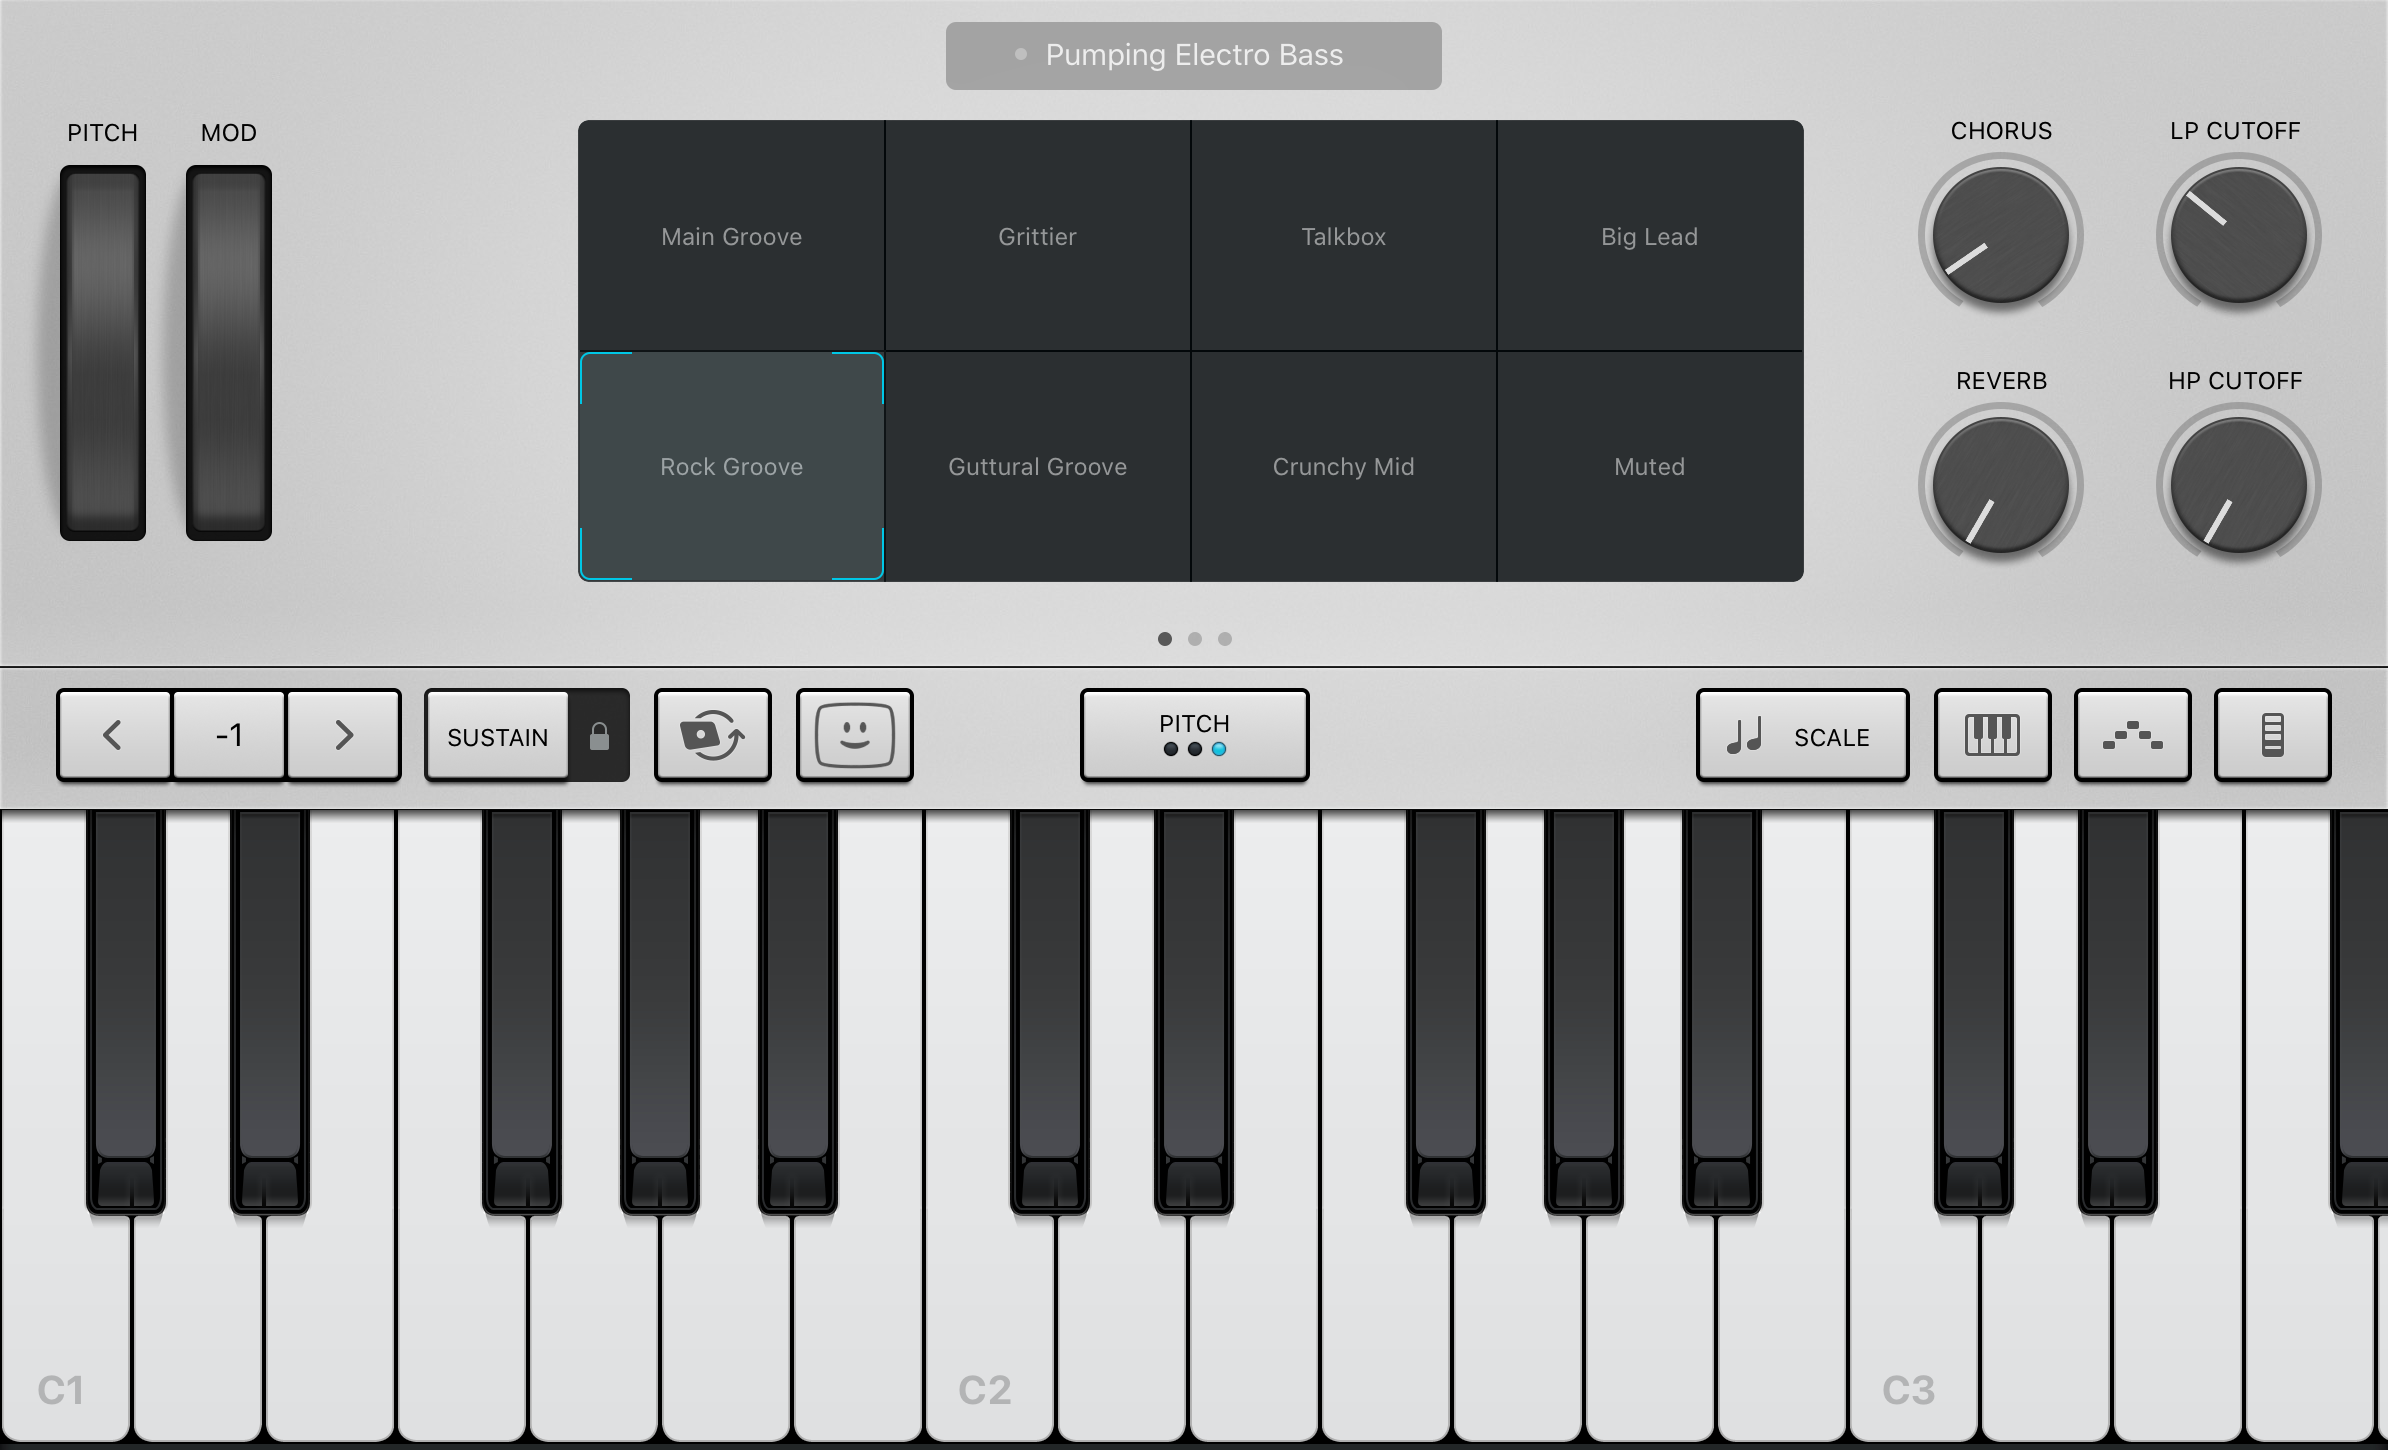 Pumping Electro Bass
PITCH
MOD
CHORUS
LP CUTOFF
Main Groove
Grittier
Talkbox
Big Lead
REVERB
HP CUTOFF
Rock Groove
Guttural Groove
Crunchy Mid
Muted
-1
SUSTAIN
PITCH
SCALE
C1
C2
C3